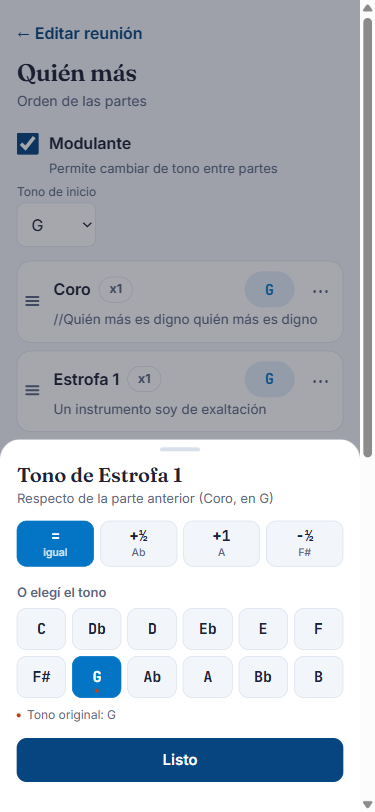 ← Editar reunión
Quién más
Orden de las partes
Modulante
Permite cambiar de tono entre partes
Tono de inicio
G
Coro x1 G ...
//Quién más es digno quién más es digno
Estrofa 1 x1 G ...
Un instrumento soy de exaltación
Tono de Estrofa 1
Respecto de la parte anterior (Coro, en G)
= +½ +1 -½
igual Ab A F#
O elegí el tono
C Db D Eb E F
F# G Ab A Bb B
• Tono original: G
Listo